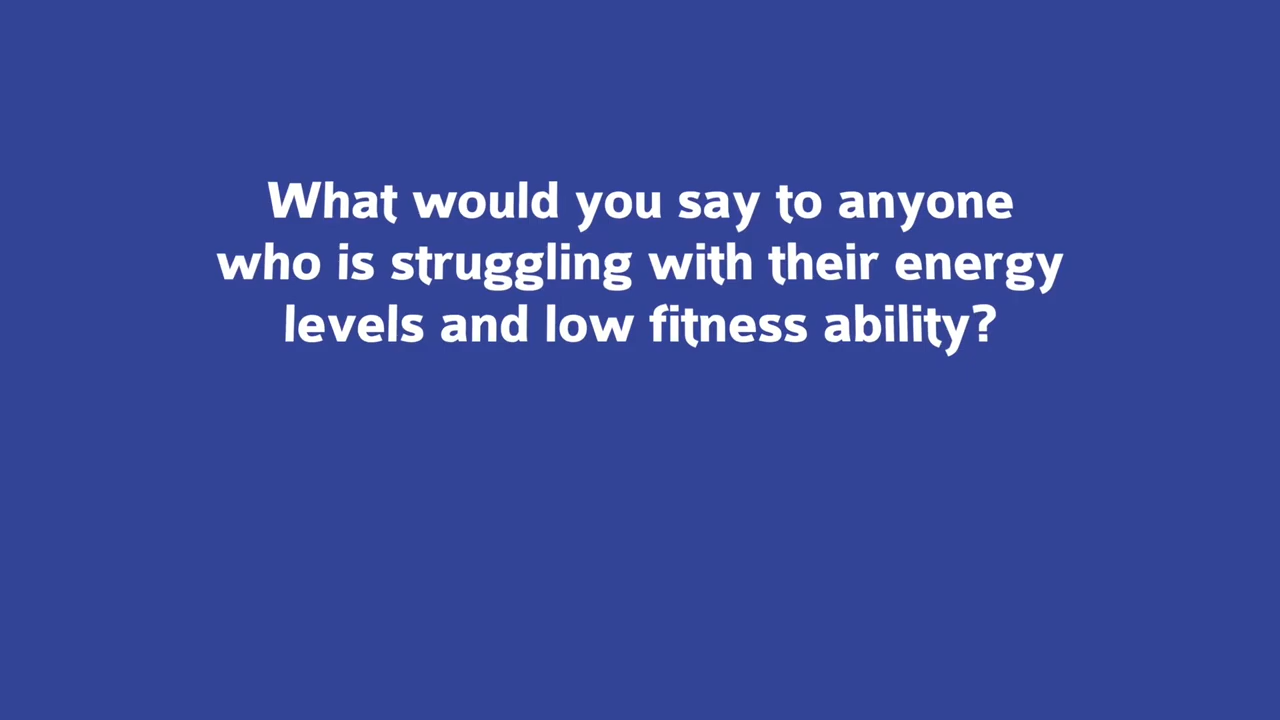 What would you say to anyone
who is struggling with their energy
levels and low fitness ability?